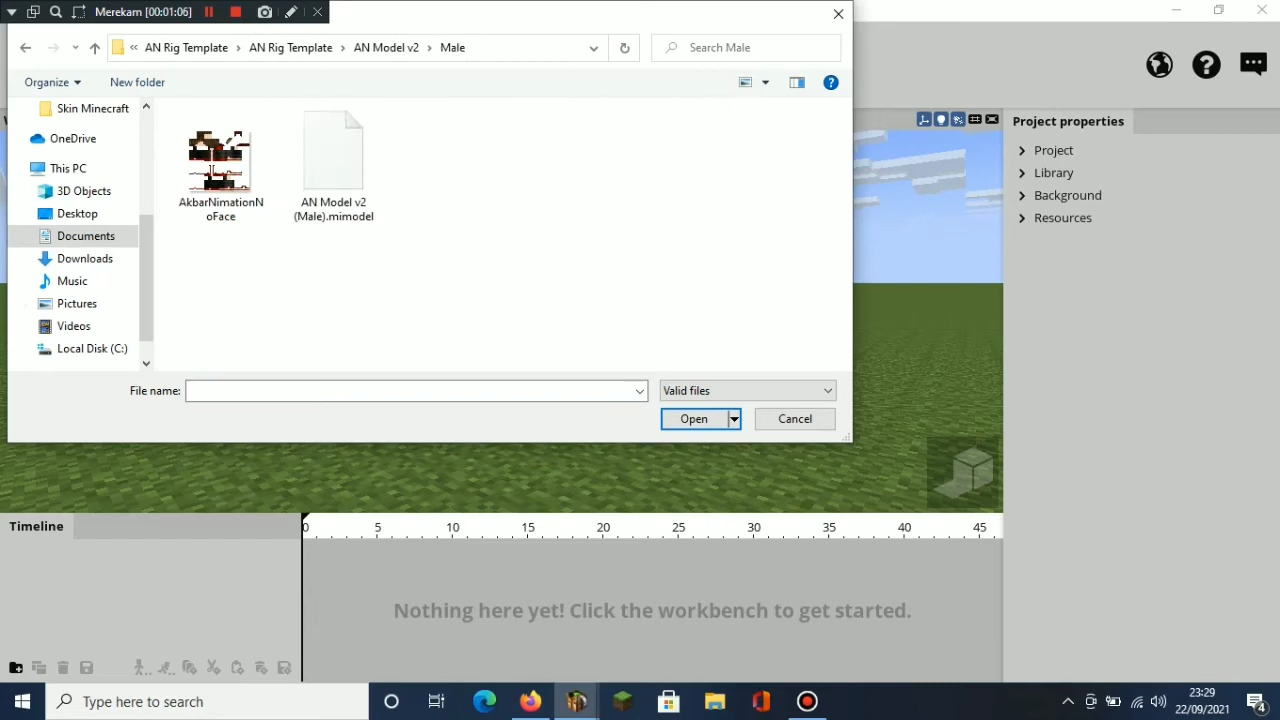 Merekam (00:01:06)
« AN Rig Template › AN Rig Template › AN Model v2 › Male
Search Male
Organize
New folder
Skin Minecraft
OneDrive
This PC
3D Objects
Desktop
Documents
Downloads
Music
Pictures
Videos
Local Disk (C:)
AkbarNimationN
oFace
AN Model v2
(Male).mimodel
File name:
Valid files
Open
Cancel
Project properties
Project
Library
Background
Resources
Timeline
0 5 10 15 20 25 30 35 40 45
Nothing here yet! Click the workbench to get started.
Type here to search
23:29
22/09/2021
4